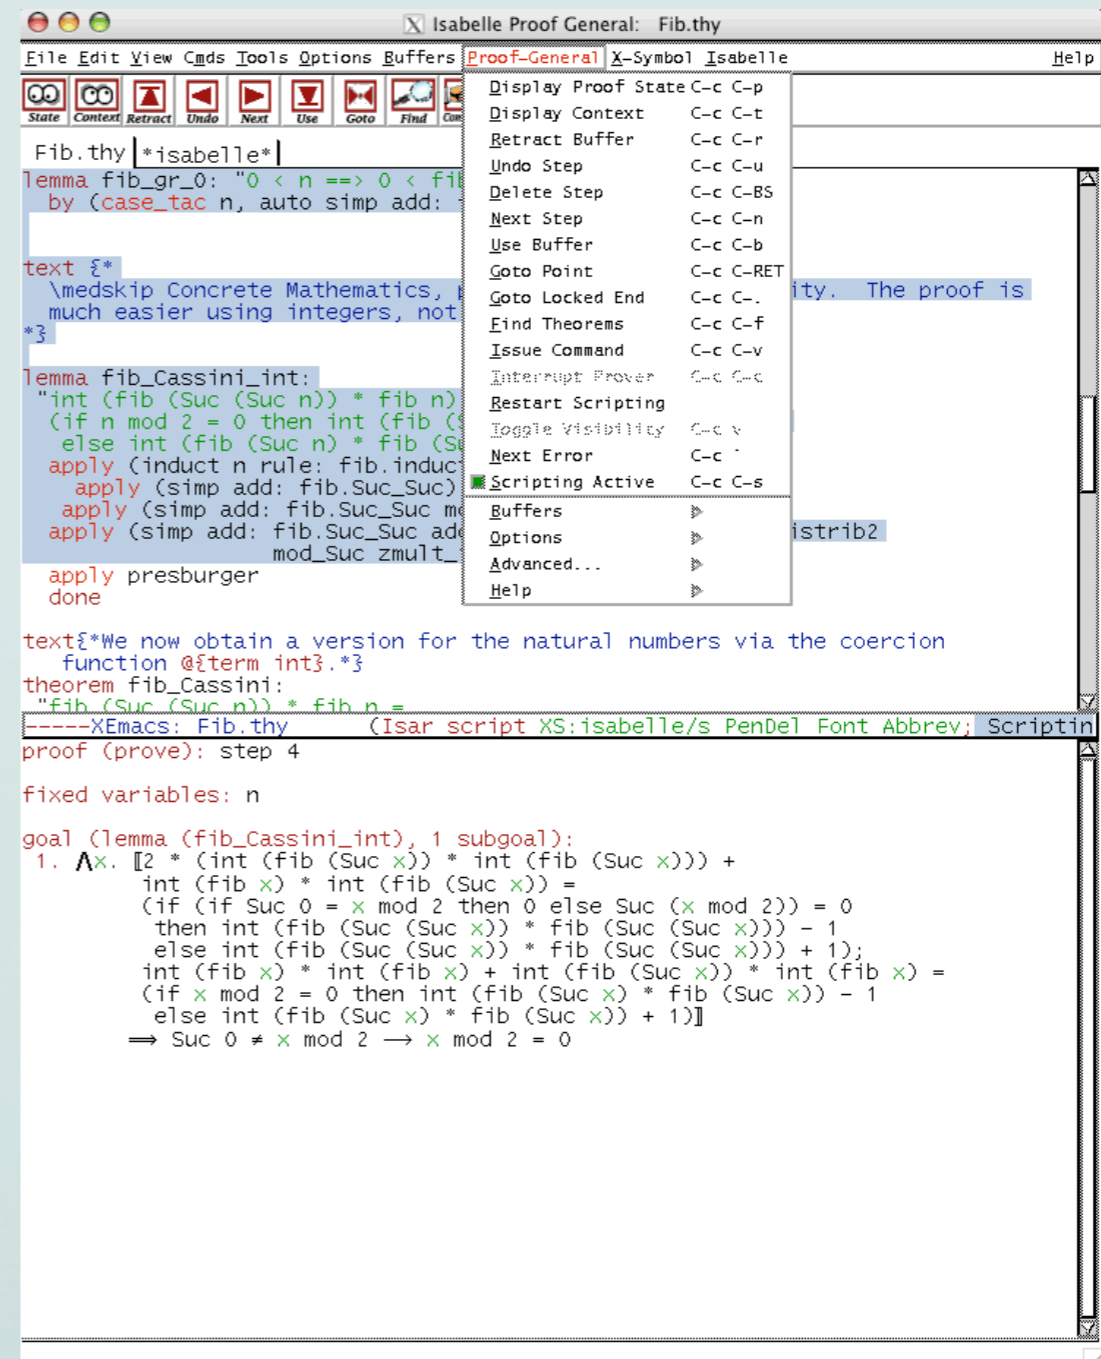 Isabelle Proof General: Fib.thy
File Edit View Cmds Tools Options Buffers Proof-General X-Symbol Isabelle Help
State Context Retract Undo Next Use Goto Find
Fib.thy *isabelle*
Display Proof State C-c C-p
Display Context C-c C-t
Retract Buffer C-c C-r
Undo Step C-c C-u
Delete Step C-c C-BS
Next Step C-c C-n
Use Buffer C-c C-b
Goto Point C-c C-RET
Goto Locked End C-c C-.
Find Theorems C-c C-f
Issue Command C-c C-v
Interrupt Prover C-c C-c
Restart Scripting
Toggle Visibility C-c v
Next Error C-c `
Scripting Active C-c C-s
Buffers
Options
Advanced...
Help
lemma fib_gr_0: "0 < n ==> 0 < fi
by (case_tac n, auto simp add:
text {*
\medskip Concrete Mathematics, ity. The proof is
much easier using integers, not
*}
lemma fib_Cassini_int:
"int (fib (Suc (Suc n)) * fib n)
(if n mod 2 = 0 then int (fib (
else int (fib (Suc n) * fib (Su
apply (induct n rule: fib.induc
apply (simp add: fib.Suc_Suc)
apply (simp add: fib.Suc_Suc m
apply (simp add: fib.Suc_Suc ad istrib2
mod_Suc zmult_
apply presburger
done
text{*We now obtain a version for the natural numbers via the coercion
function @{term int}.*}
theorem fib_Cassini:
"fib (Suc (Suc n)) * fib n =
-----XEmacs: Fib.thy (Isar script XS:isabelle/s PenDel Font Abbrev; Scriptin
proof (prove): step 4
fixed variables: n
goal (lemma (fib_Cassini_int), 1 subgoal):
1. ⋀x. ⟦2 * (int (fib (Suc x)) * int (fib (Suc x))) +
int (fib x) * int (fib (Suc x)) =
(if (if Suc 0 = x mod 2 then 0 else Suc (x mod 2)) = 0
then int (fib (Suc (Suc x)) * fib (Suc (Suc x))) - 1
else int (fib (Suc (Suc x)) * fib (Suc (Suc x))) + 1);
int (fib x) * int (fib x) + int (fib (Suc x)) * int (fib x) =
(if x mod 2 = 0 then int (fib (Suc x) * fib (Suc x)) - 1
else int (fib (Suc x) * fib (Suc x)) + 1)⟧
⟹ Suc 0 ≠ x mod 2 ⟶ x mod 2 = 0